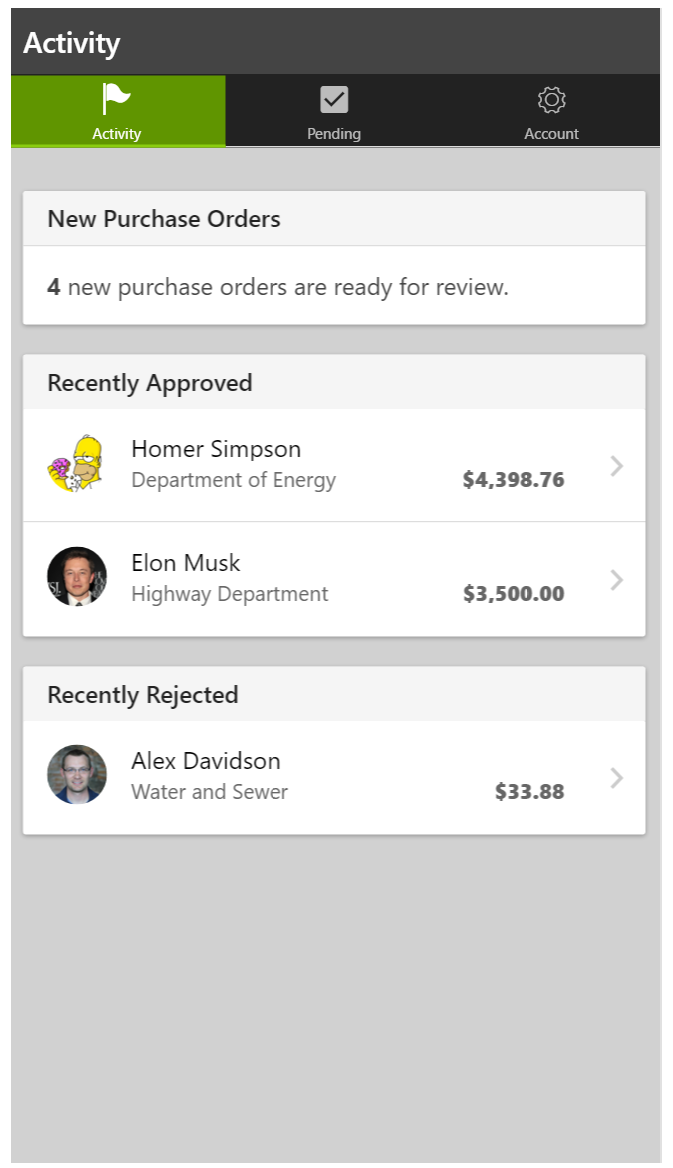 Activity
Activity
Pending
Account
New Purchase Orders
4 new purchase orders are ready for review.
Recently Approved
Homer Simpson
Department of Energy
$4,398.76
Elon Musk
Highway Department
$3,500.00
Recently Rejected
Alex Davidson
Water and Sewer
$33.88